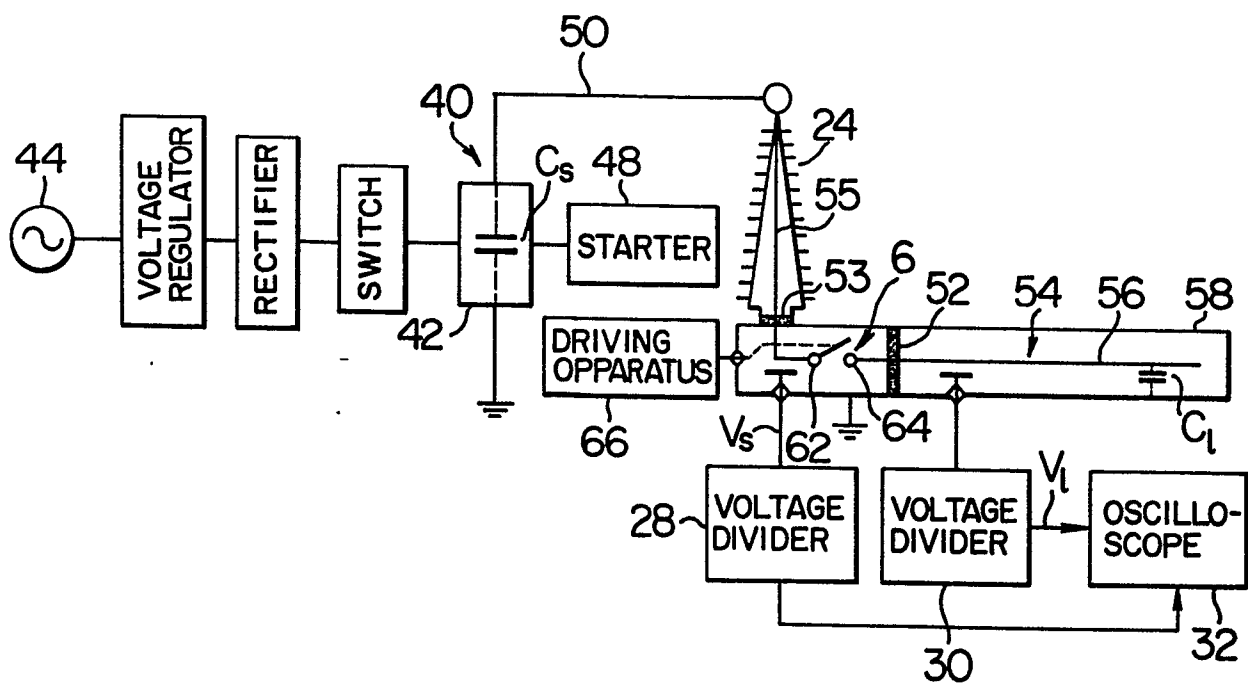 50
40
24
44
VOLTAGE
REGULATOR
RECTIFIER
SWITCH
Cs
48
STARTER
55
42
53
6
52
54
56
58
DRIVING
OPPARATUS
66
Vs
62
64
Cl
28
VOLTAGE
DIVIDER
VOLTAGE
DIVIDER
Vl
OSCILLO-
SCOPE
30
32